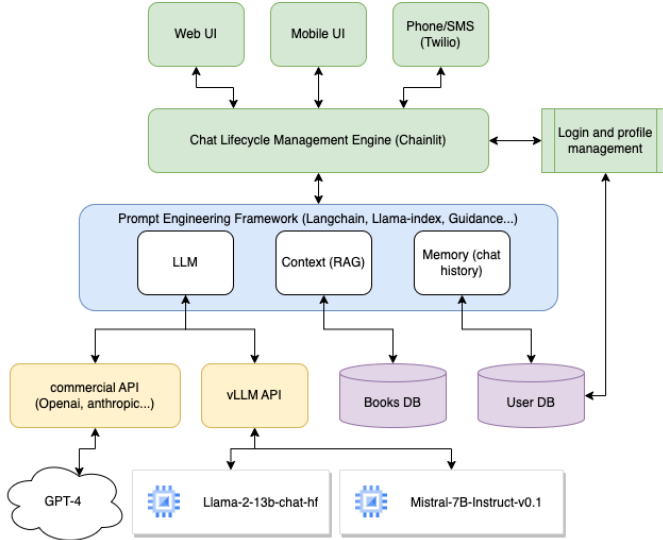 Web UI
Mobile UI
Phone/SMS
(Twilio)
Chat Lifecycle Management Engine (Chainlit)
Login and profile
management
Prompt Engineering Framework (Langchain, Llama-index, Guidance...)
LLM
Context (RAG)
Memory (chat
history)
commercial API
(Openai, anthropic...)
vLLM API
Books DB
User DB
GPT-4
Llama-2-13b-chat-hf
Mistral-7B-Instruct-v0.1